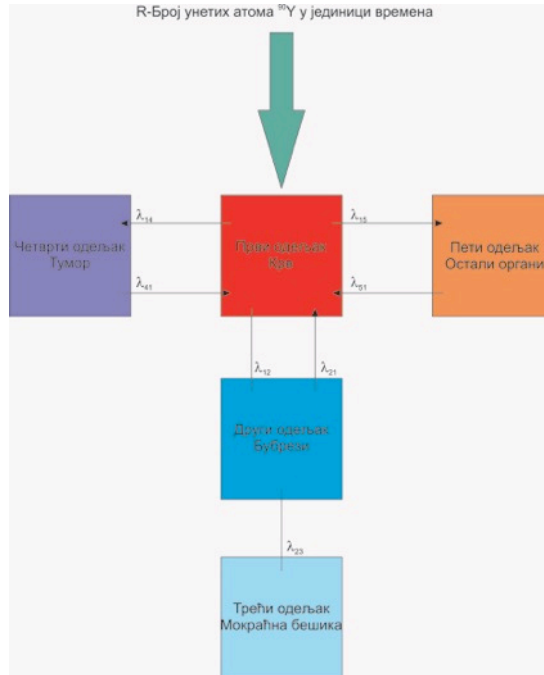 R-Број унетих атома ⁹⁰Y у јединици времена
λ₁₄
λ₁₅
Четврти одељак
Тумор
Први одељак
Крв
Пети одељак
Остали органи
λ₄₁
λ₅₁
λ₁₂
λ₂₁
Други одељак
Бубрези
λ₂₃
Трећи одељак
Мокраћна бешика